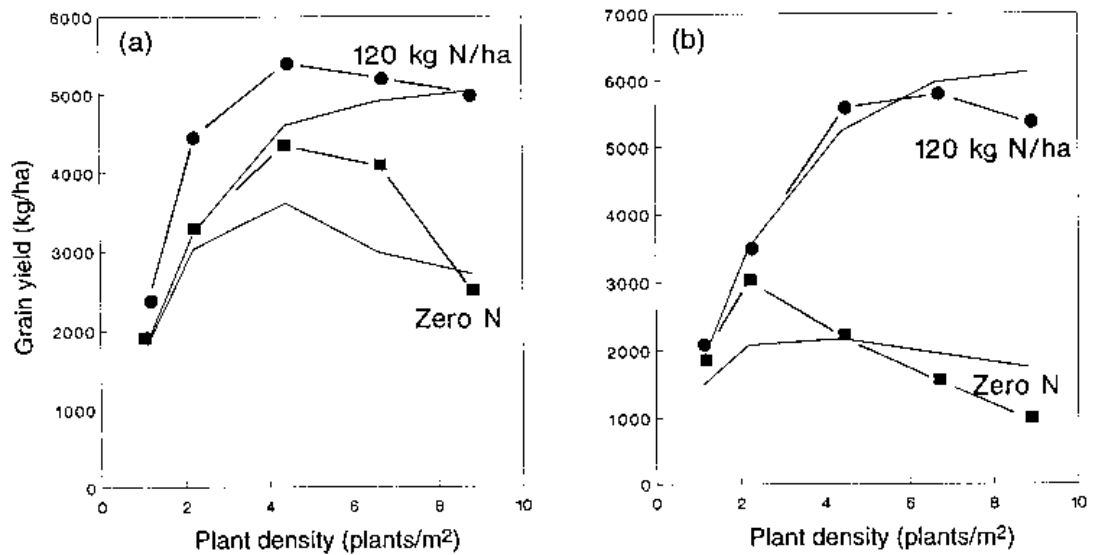 (a)
120 kg N/ha
Zero N
Grain yield (kg/ha)
6000
5000
4000
3000
2000
1000
0
0 2 4 6 8 10
Plant density (plants/m²)
(b)
120 kg N/ha
Zero N
7000
6000
5000
4000
3000
2000
1000
0
0 2 4 6 8 10
Plant density (plants/m²)